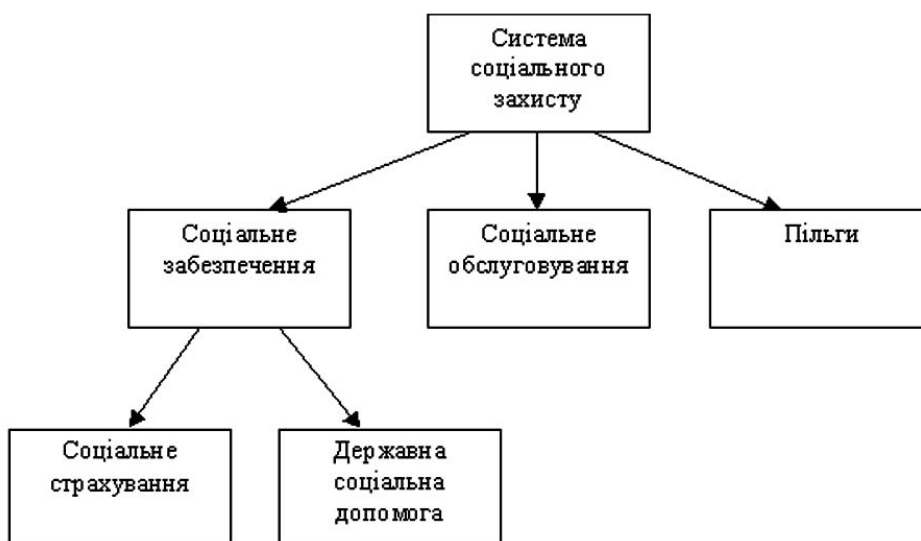 Система
соціального
захисту
Соціальне
забезпечення
Соціальне
обслуговування
Пільги
Соціальне
страхування
Державна
соціальна
допомога